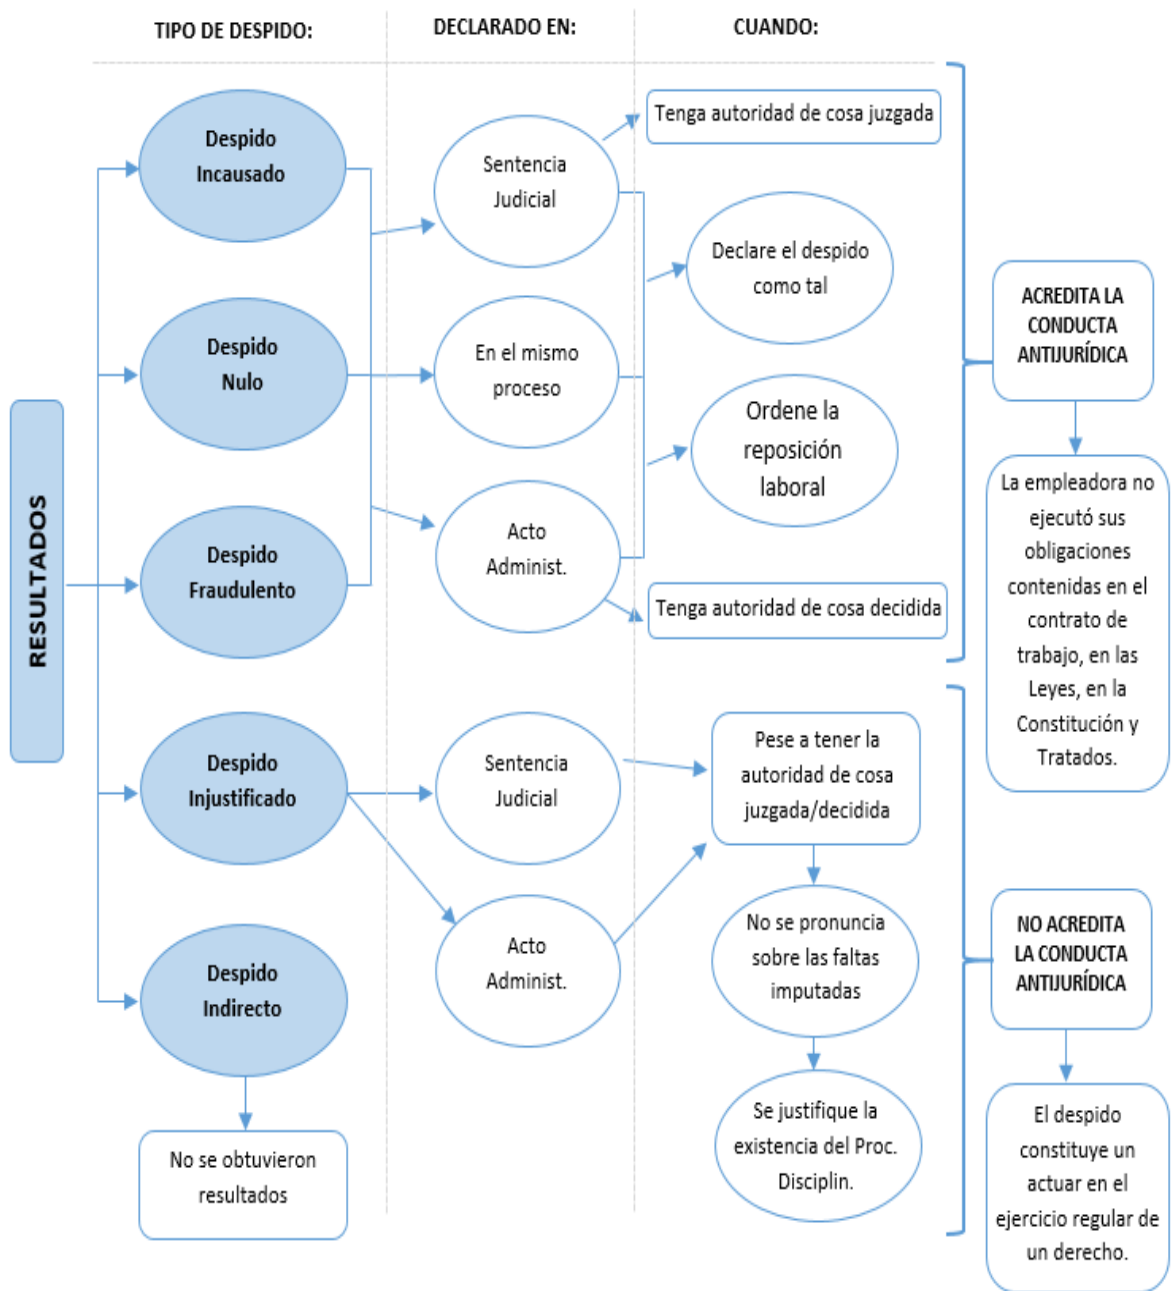 TIPO DE DESPIDO:
DECLARADO EN:
CUANDO:
RESULTADOS
Despido
Incausado
Despido
Nulo
Despido
Fraudulento
Despido
Injustificado
Despido
Indirecto
No se obtuvieron
resultados
Sentencia
Judicial
En el mismo
proceso
Acto
Administ.
Sentencia
Judicial
Acto
Administ.
Tenga autoridad de cosa juzgada
Declare el despido
como tal
Ordene la
reposición
laboral
Tenga autoridad de cosa decidida
Pese a tener la
autoridad de cosa
juzgada/decidida
No se pronuncia
sobre las faltas
imputadas
Se justifique la
existencia del Proc.
Disciplin.
ACREDITA LA
CONDUCTA
ANTIJURÍDICA
La empleadora no
ejecutó sus
obligaciones
contenidas en el
contrato de
trabajo, en las
Leyes, en la
Constitución y
Tratados.
NO ACREDITA
LA CONDUCTA
ANTIJURÍDICA
El despido
constituye un
actuar en el
ejercicio regular de
un derecho.